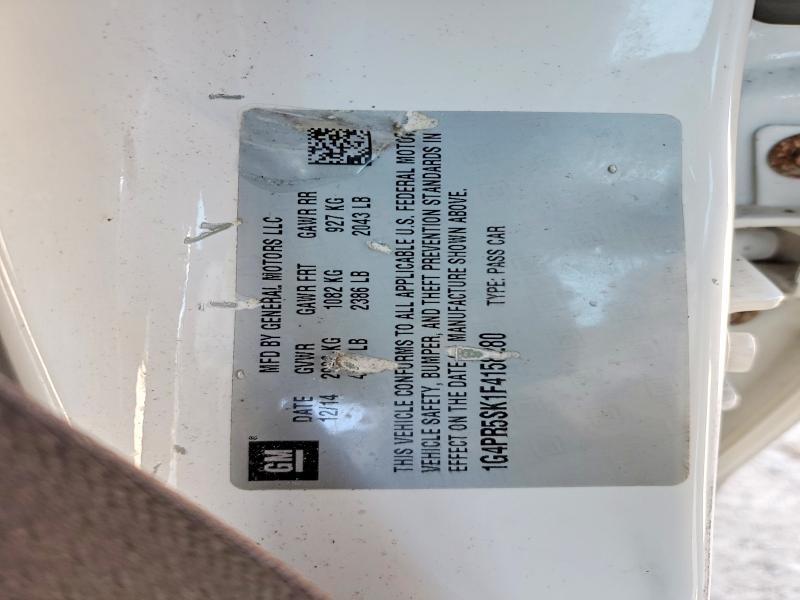 GM®
MFD BY GENERAL MOTORS LLC
DATE GVWR GAWR FRT GAWR RR
12/14 KG 1082 KG 927 KG
LB 2386 LB 2043 LB
THIS VEHICLE CONFORMS TO ALL APPLICABLE U.S. FEDERAL MOTOR
VEHICLE SAFETY, BUMPER, AND THEFT PREVENTION STANDARDS IN
EFFECT ON THE DATE MANUFACTURE SHOWN ABOVE.
TYPE: PASS CAR